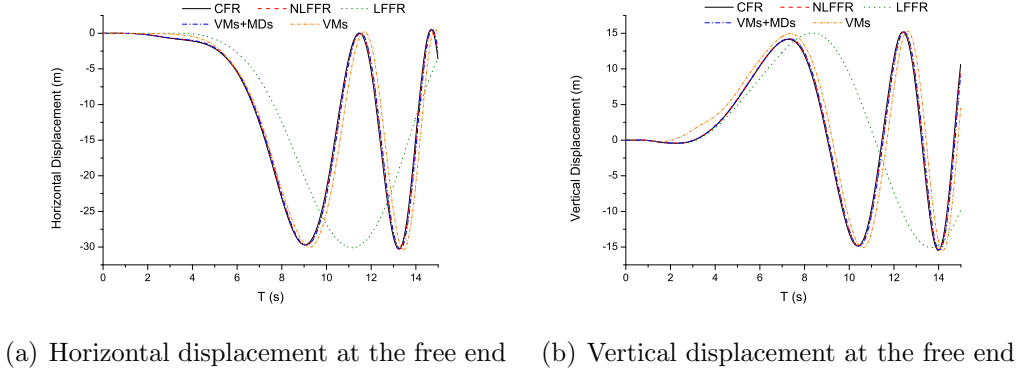 CFR NLFFR LFFR
VMs+MDs VMs
0
-5
-10
-15
-20
-25
-30
Horizontal Displacement (m)
0 2 4 6 8 10 12 14
T (s)
CFR NLFFR LFFR
VMs+MDs VMs
15
10
5
0
-5
-10
-15
Vertical Displacement (m)
0 2 4 6 8 10 12 14
T (s)
(a) Horizontal displacement at the free end
(b) Vertical displacement at the free end